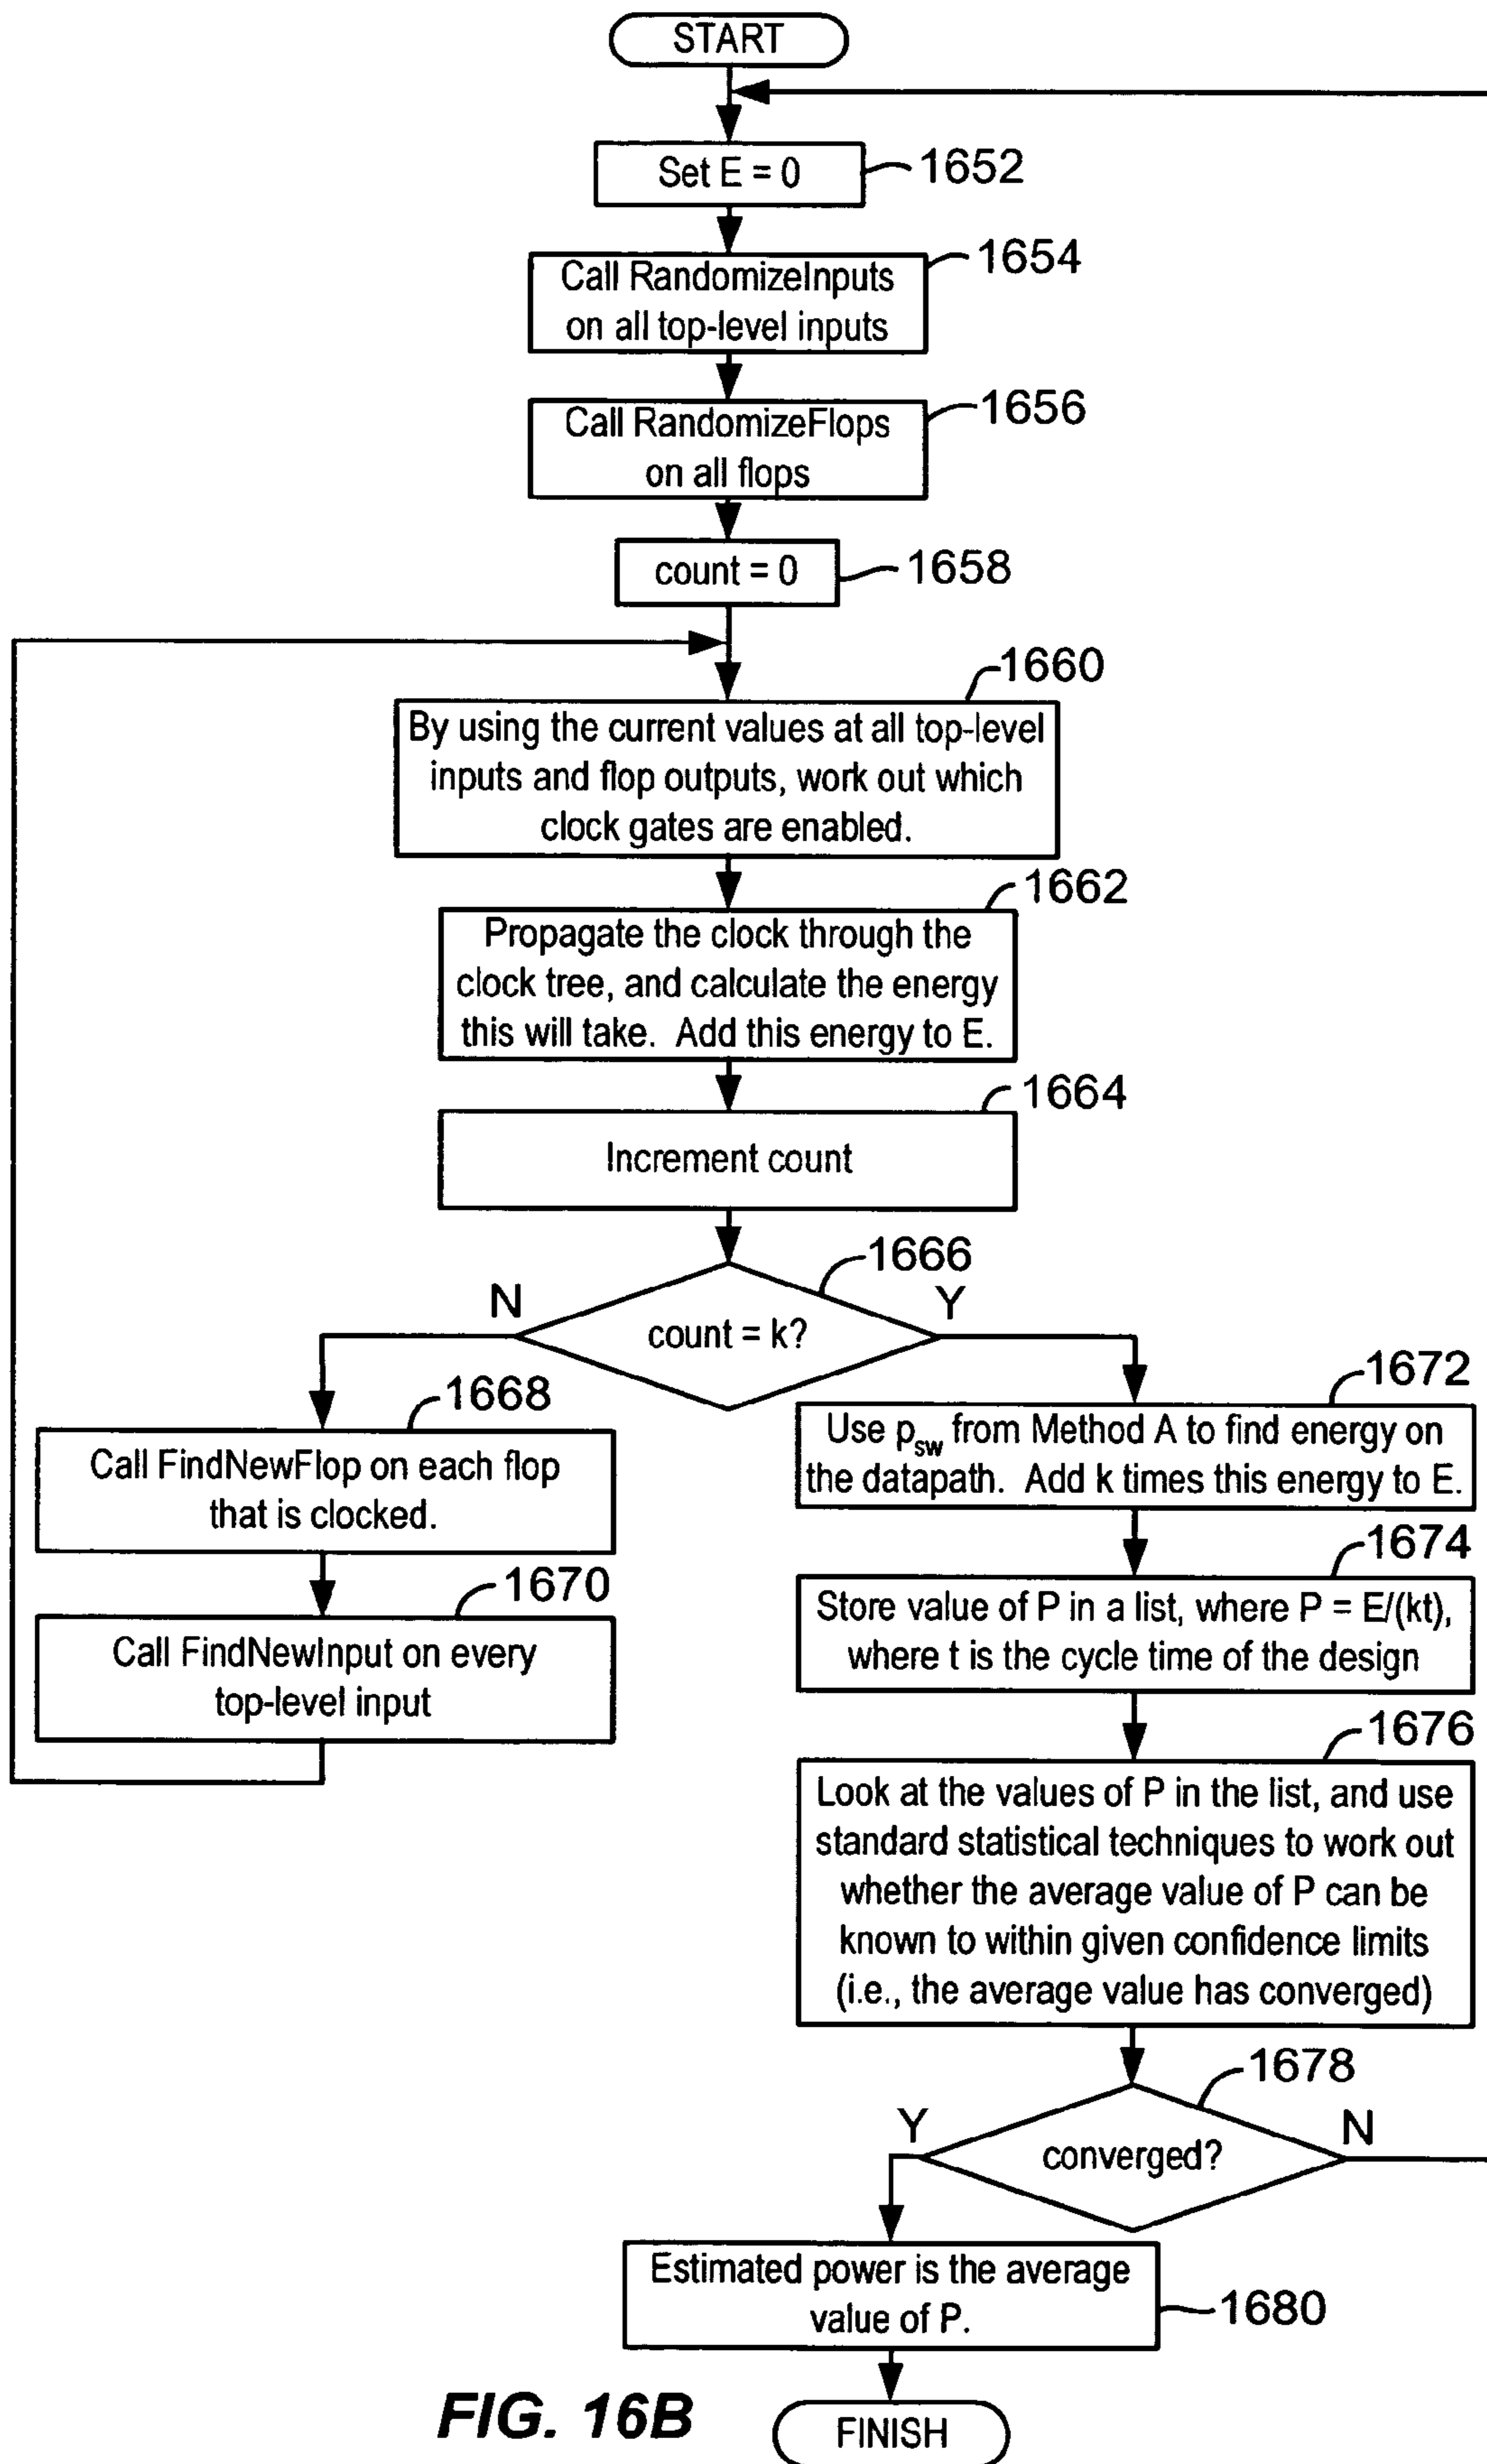 START
Set E = 0
1652
Call RandomizeInputs
on all top-level inputs
1654
Call RandomizeFlops
on all flops
1656
count = 0
1658
1660
By using the current values at all top-level
inputs and flop outputs, work out which
clock gates are enabled.
1662
Propagate the clock through the
clock tree, and calculate the energy
this will take. Add this energy to E.
1664
Increment count
1666
N
Y
count = k?
1668
Call FindNewFlop on each flop
that is clocked.
1670
Call FindNewInput on every
top-level input
1672
Use psw from Method A to find energy on
the datapath. Add k times this energy to E.
1674
Store value of P in a list, where P = E/(kt),
where t is the cycle time of the design
1676
Look at the values of P in the list, and use
standard statistical techniques to work out
whether the average value of P can be
known to within given confidence limits
(i.e., the average value has converged)
1678
Y
N
converged?
Estimated power is the average
value of P.
1680
FINISH
FIG. 16B